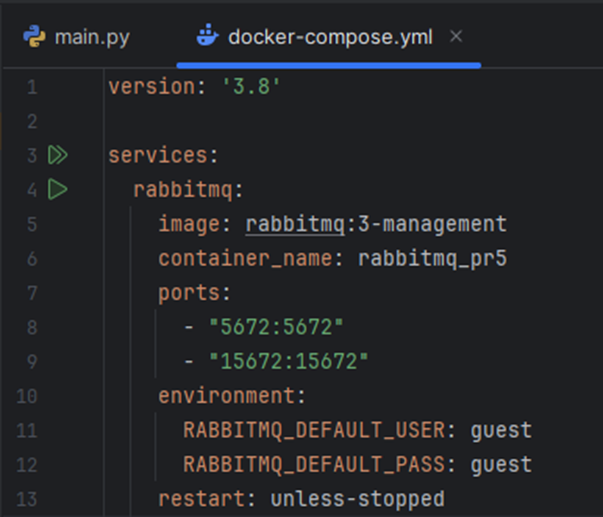 main.py docker-compose.yml
1 version: '3.8'
2
3 services:
4   rabbitmq:
5     image: rabbitmq:3-management
6     container_name: rabbitmq_pr5
7     ports:
8       - "5672:5672"
9       - "15672:15672"
10     environment:
11       RABBITMQ_DEFAULT_USER: guest
12       RABBITMQ_DEFAULT_PASS: guest
13     restart: unless-stopped